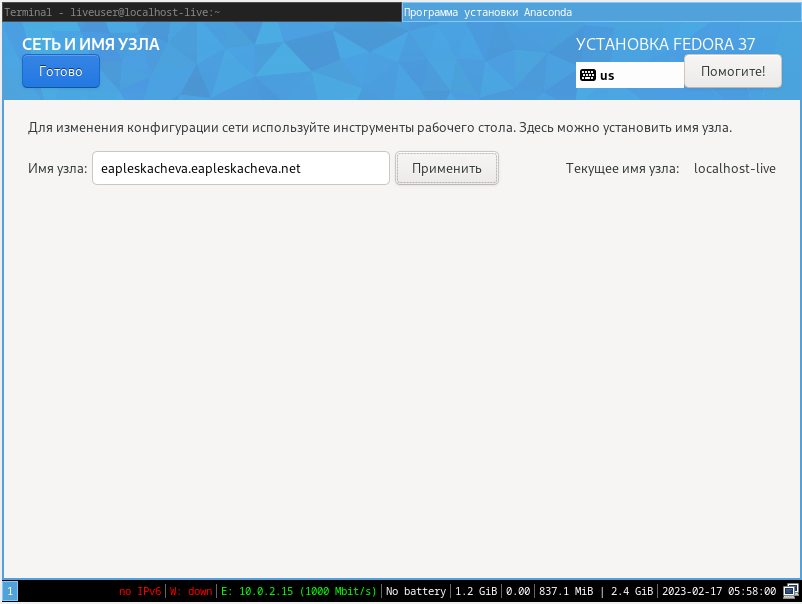 Terminal - liveuser@localhost-live:~ Программа установки Anaconda
СЕТЬ И ИМЯ УЗЛА УСТАНОВКА FEDORA 37
Готово us Помогите!
Для изменения конфигурации сети используйте инструменты рабочего стола. Здесь можно установить имя узла.
Имя узла: eapleskacheva.eapleskacheva.net Применить Текущее имя узла: localhost-live
1 no IPv6 | W: down | E: 10.0.2.15 (1000 Mbit/s) | No battery | 1.2 GiB | 0.00 | 837.1 MiB | 2.4 GiB | 2023-02-17 05:58:00